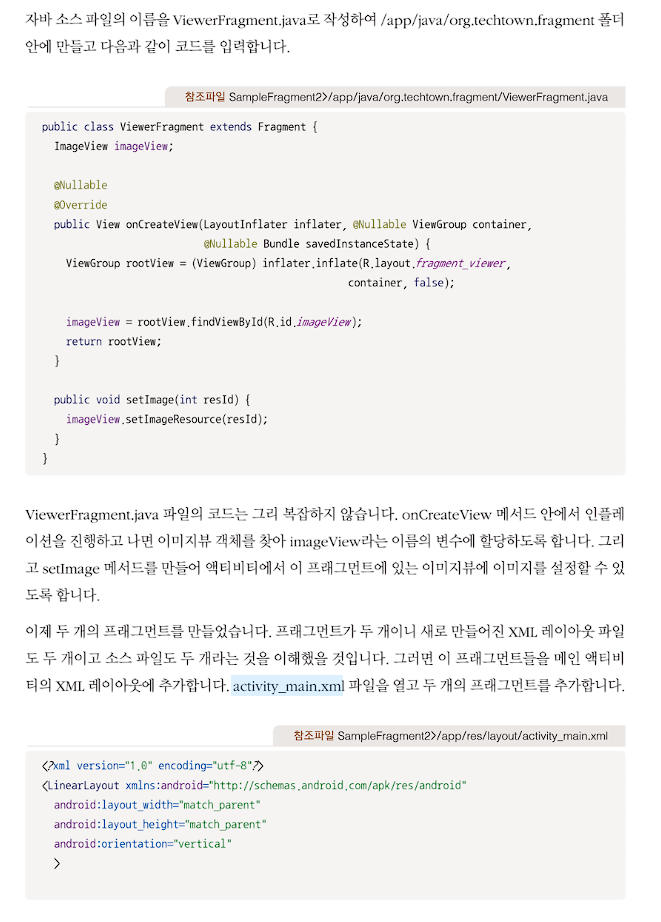 자바 소스 파일의 이름을 ViewerFragment.java로 작성하여 /app/java/org.techtown.fragment 폴더
안에 만들고 다음과 같이 코드를 입력합니다.
참조파일 SampleFragment2>/app/java/org.techtown.fragment/ViewerFragment.java
public class ViewerFragment extends Fragment {
  ImageView imageView;

  @Nullable
  @Override
  public View onCreateView(LayoutInflater inflater, @Nullable ViewGroup container,
                           @Nullable Bundle savedInstanceState) {
    ViewGroup rootView = (ViewGroup) inflater.inflate(R.layout.fragment_viewer,
                                                   container, false);

    imageView = rootView.findViewById(R.id.imageView);
    return rootView;
  }

  public void setImage(int resId) {
    imageView.setImageResource(resId);
  }
}
ViewerFragment.java 파일의 코드는 그리 복잡하지 않습니다. onCreateView 메서드 안에서 인플레
이션을 진행하고 나면 이미지뷰 객체를 찾아 imageView라는 이름의 변수에 할당하도록 합니다. 그리
고 setImage 메서드를 만들어 액티비티에서 이 프래그먼트에 있는 이미지뷰에 이미지를 설정할 수 있
도록 합니다.
이제 두 개의 프래그먼트를 만들었습니다. 프래그먼트가 두 개이니 새로 만들어진 XML 레이아웃 파일
도 두 개이고 소스 파일도 두 개라는 것을 이해했을 것입니다. 그러면 이 프래그먼트들을 메인 액티비
티의 XML 레이아웃에 추가합니다. activity_main.xml 파일을 열고 두 개의 프래그먼트를 추가합니다.
참조파일 SampleFragment2>/app/res/layout/activity_main.xml
<?xml version="1.0" encoding="utf-8"?>
<LinearLayout xmlns:android="http://schemas.android.com/apk/res/android"
  android:layout_width="match_parent"
  android:layout_height="match_parent"
  android:orientation="vertical"
  >